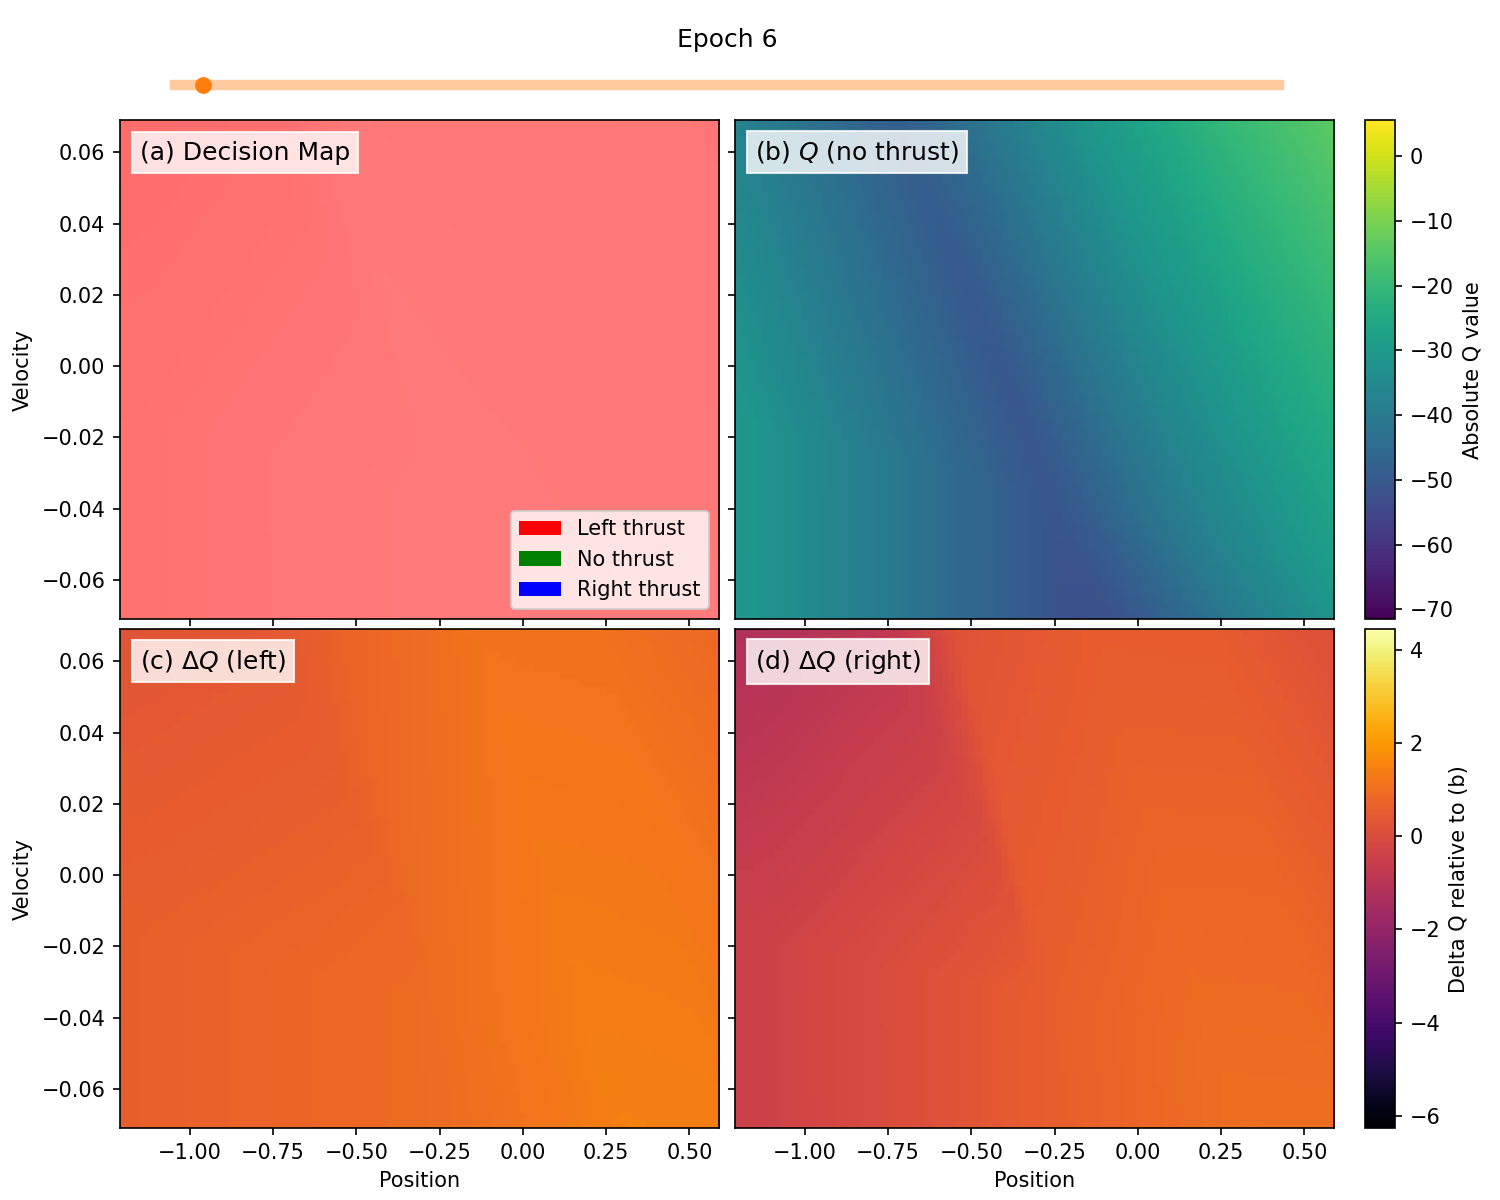 Epoch 6
(a) Decision Map
(b) Q (no thrust)
0.06
0.04
0.02
0.00
−0.02
−0.04
−0.06
Velocity
Left thrust
No thrust
Right thrust
0
−10
−20
−30
−40
−50
−60
−70
Absolute Q value
(c) ΔQ (left)
(d) ΔQ (right)
0.06
0.04
0.02
0.00
−0.02
−0.04
−0.06
Velocity
4
2
0
−2
−4
−6
Delta Q relative to (b)
−1.00 −0.75 −0.50 −0.25 0.00 0.25 0.50
Position
−1.00 −0.75 −0.50 −0.25 0.00 0.25 0.50
Position